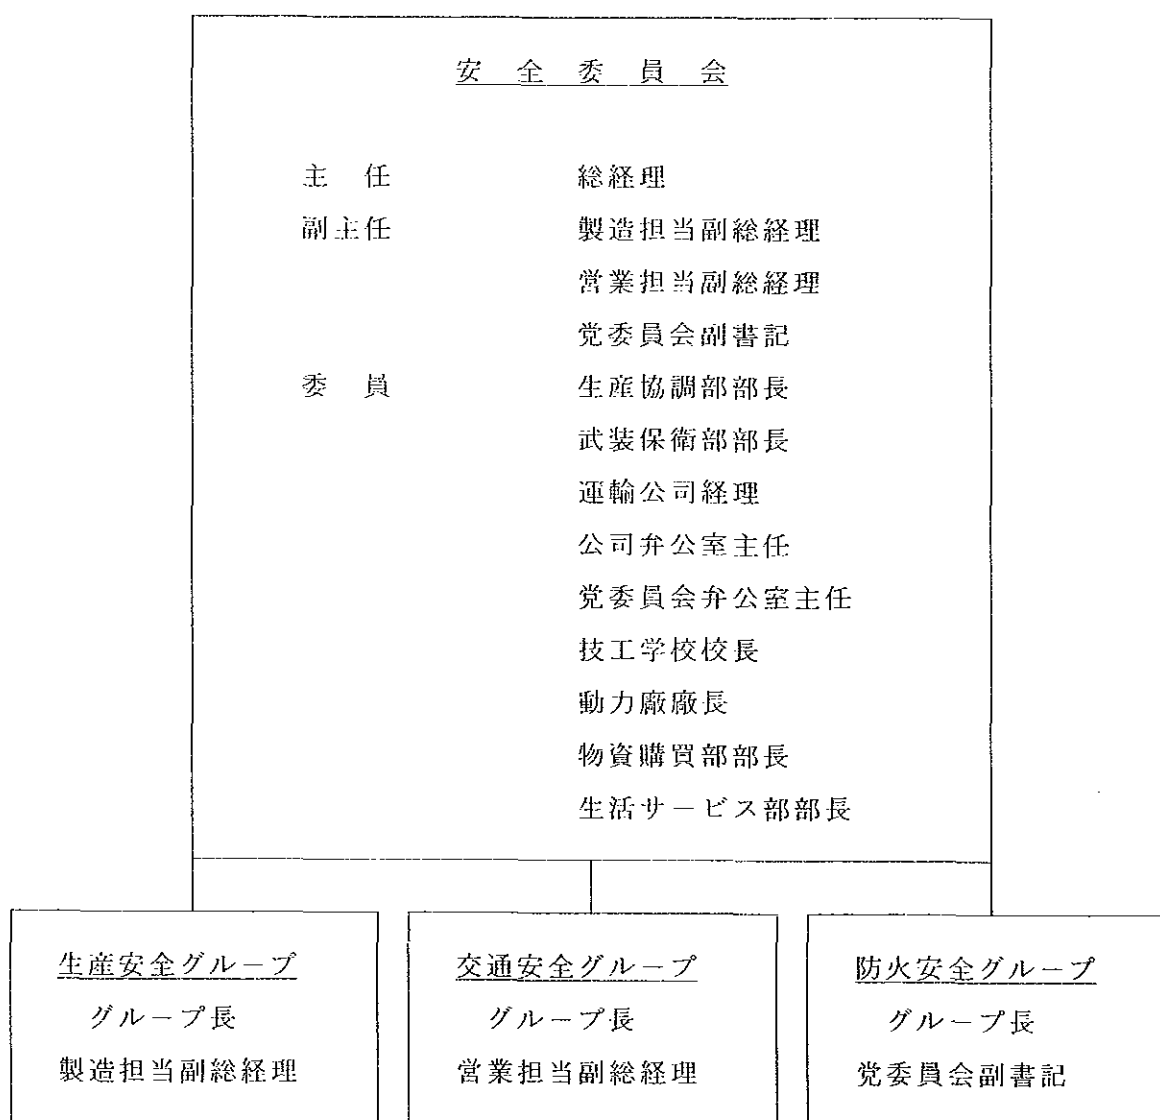 安全委員会
主任 総経理
副主任 製造担当副総経理
営業担当副総経理
党委員会副書記
委員 生産協調部部長
武装保衛部部長
運輸公司経理
公司弁公室主任
党委員会弁公室主任
技工学校校長
動力廠廠長
物資購買部部長
生活サービス部部長
生産安全グループ
グループ長
製造担当副総経理
交通安全グループ
グループ長
営業担当副総経理
防火安全グループ
グループ長
党委員会副書記